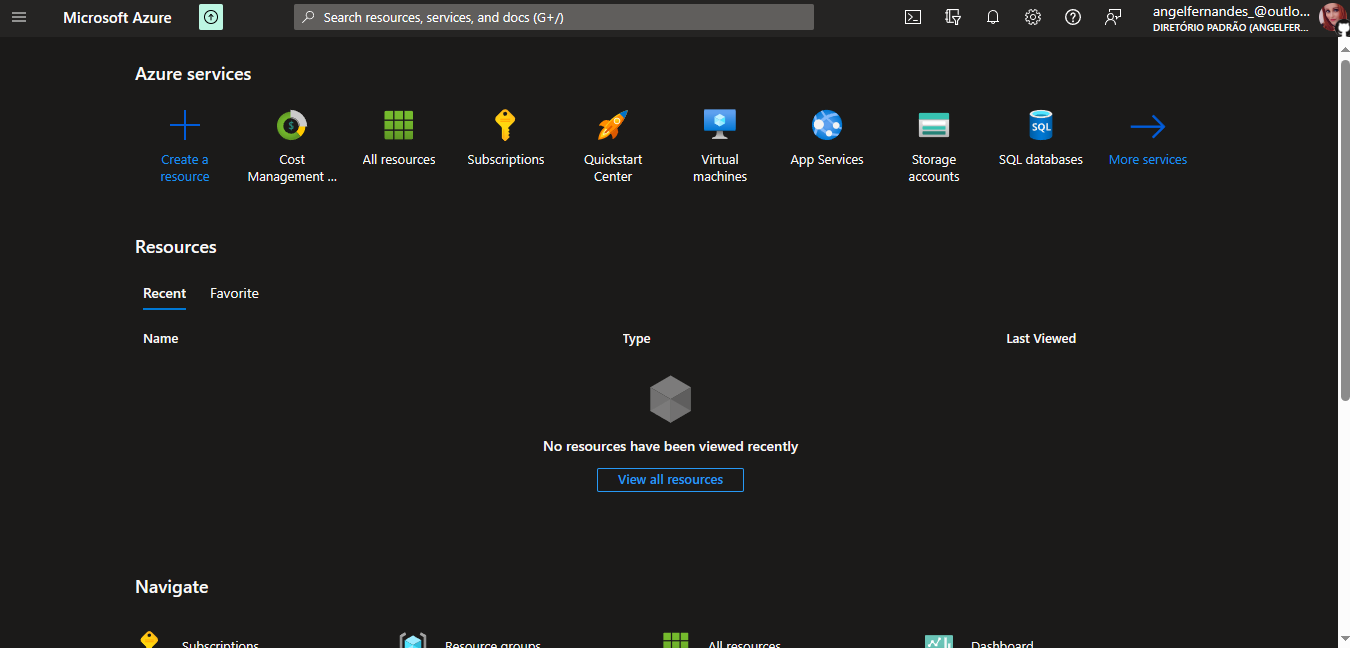 Microsoft Azure
Search resources, services, and docs (G+/)
angelfernandes_@outlo...
DIRETÓRIO PADRÃO (ANGELFER...
Azure services
Create a
resource
Cost
Management ...
All resources
Subscriptions
Quickstart
Center
Virtual
machines
App Services
Storage
accounts
SQL
SQL databases
More services
Resources
Recent
Favorite
Name
Type
Last Viewed
No resources have been viewed recently
View all resources
Navigate
Subscriptions
Resource groups
All resources
Dashboard